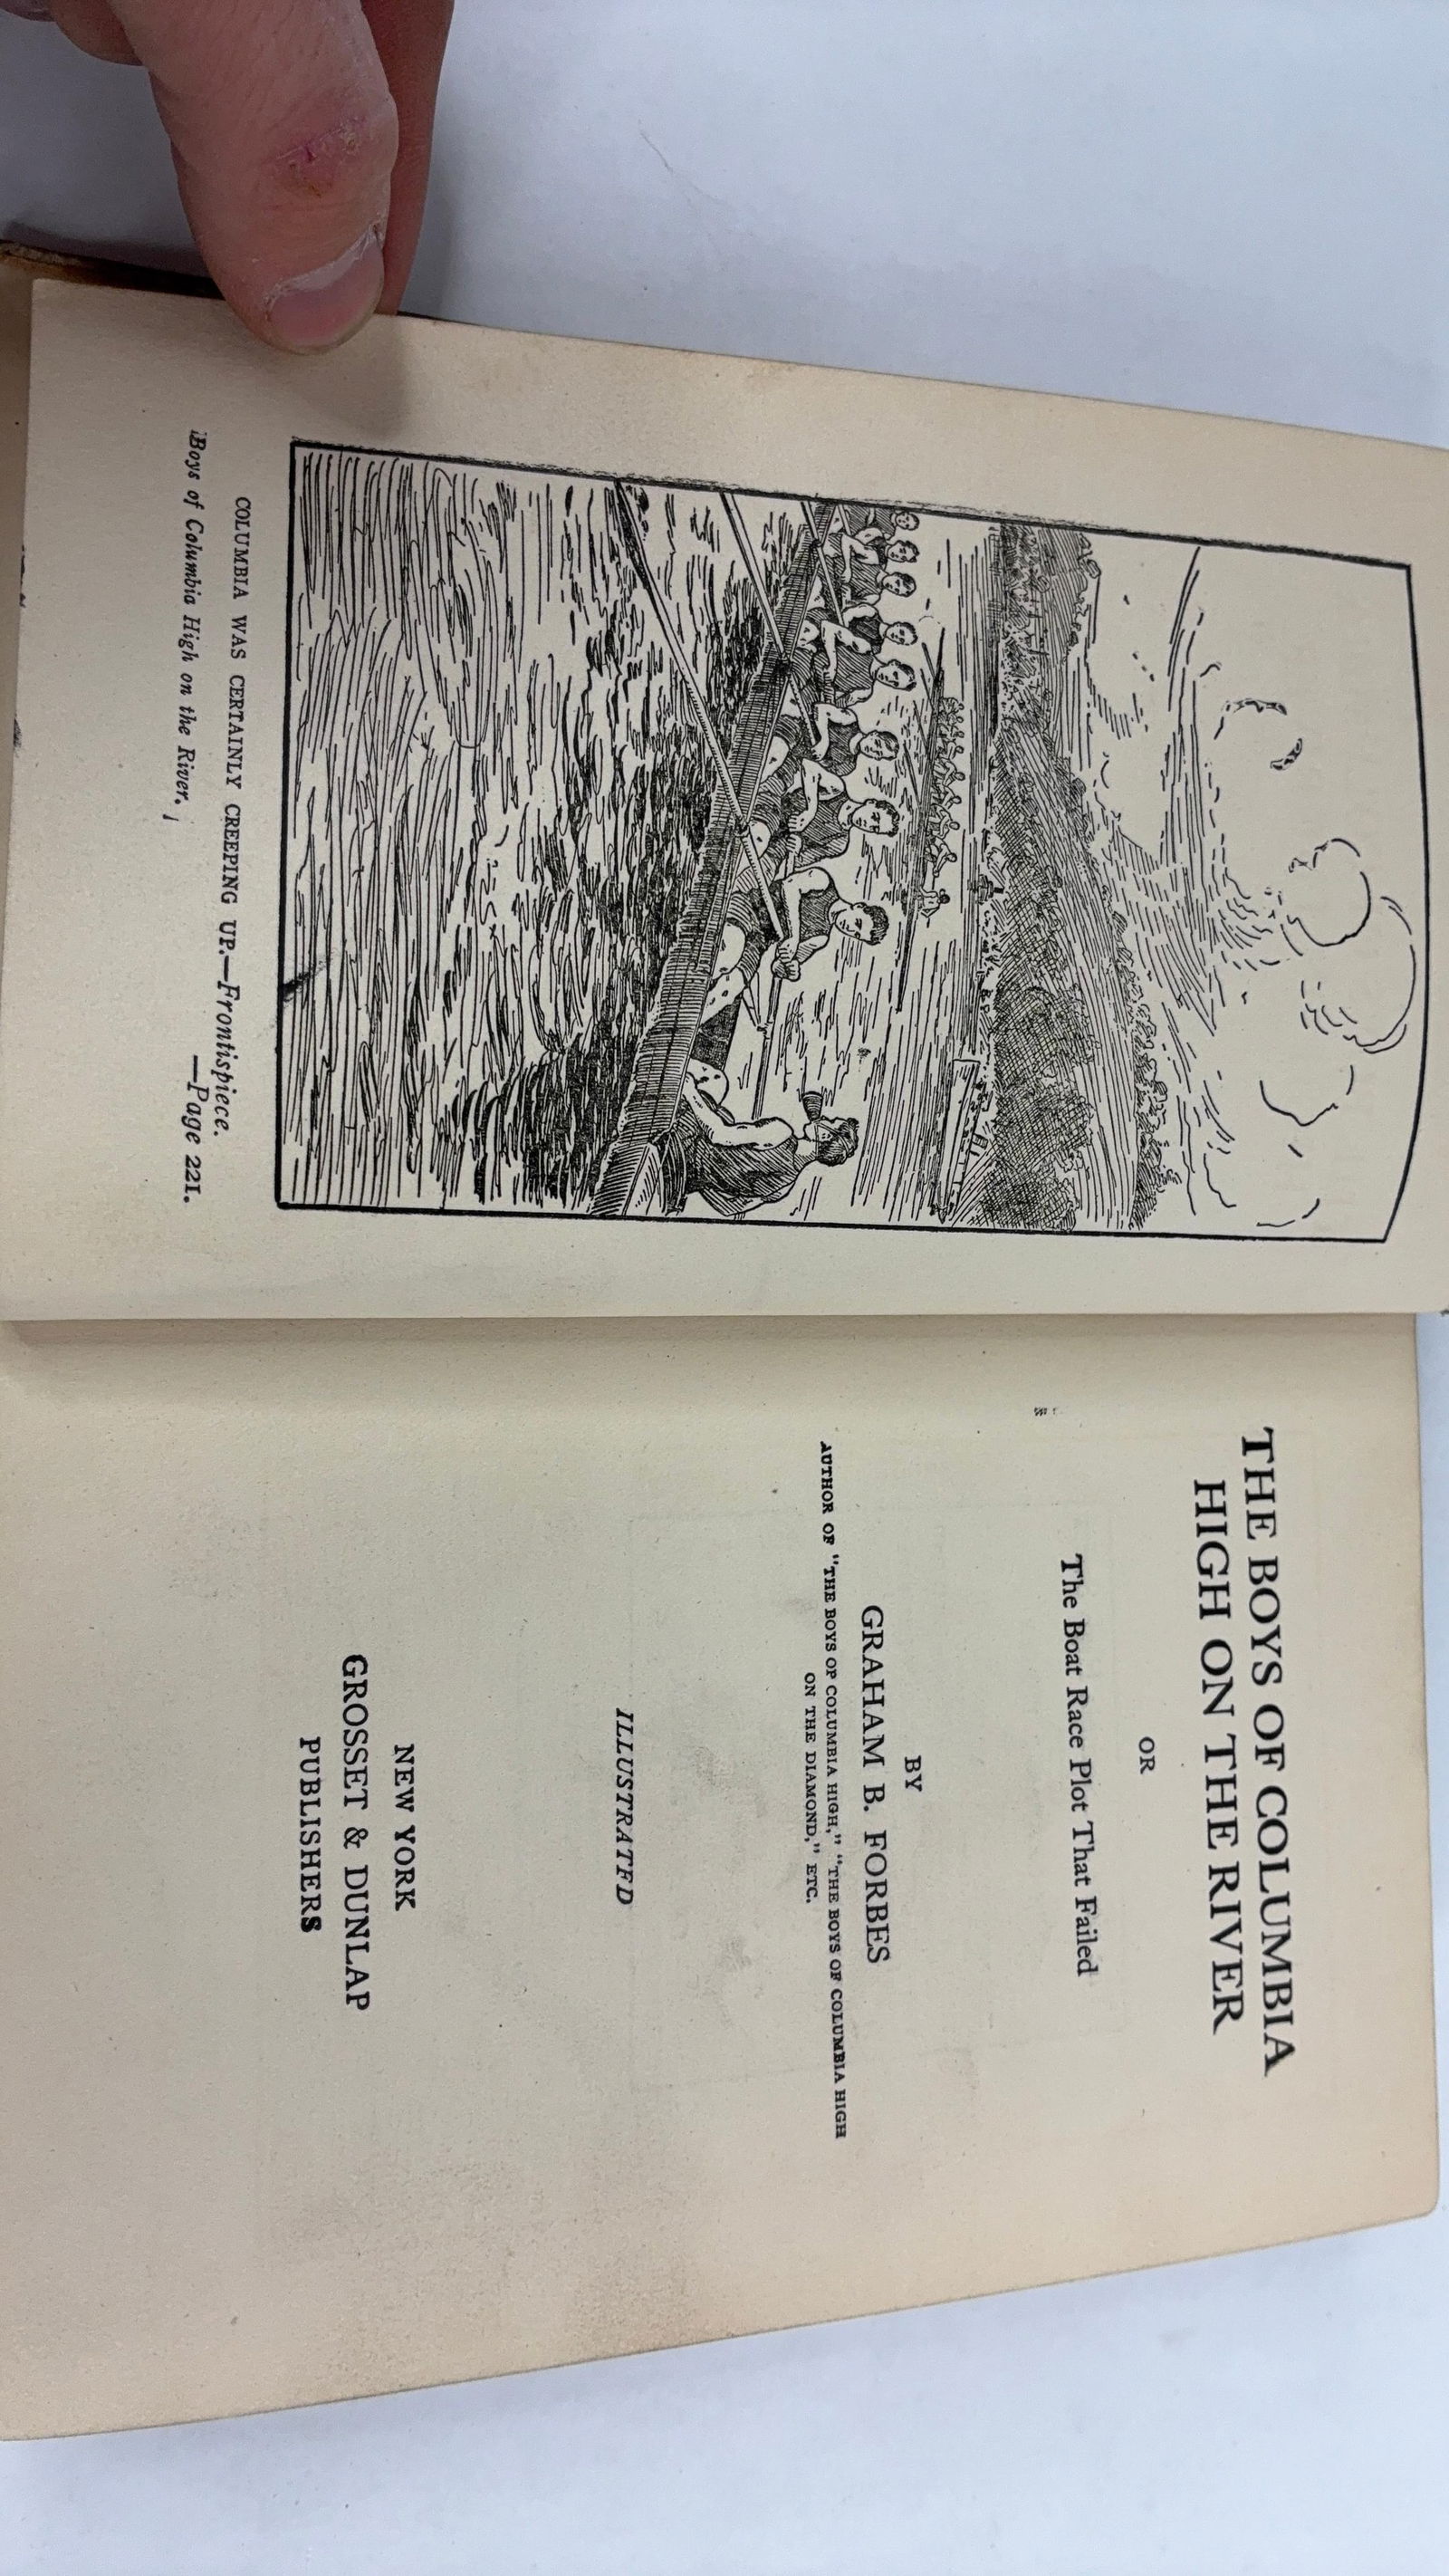 COLUMBIA WAS CERTAINLY CREEPING UP.—Frontispiece.
Boys of Columbia High on the River. —Page 221.
THE BOYS OF COLUMBIA
HIGH ON THE RIVER
OR
The Boat Race Plot That Failed
BY
GRAHAM B. FORBES
AUTHOR OF "THE BOYS OF COLUMBIA HIGH," "THE BOYS OF COLUMBIA HIGH
ON THE DIAMOND," ETC.
ILLUSTRATED
NEW YORK
GROSSET & DUNLAP
PUBLISHERS